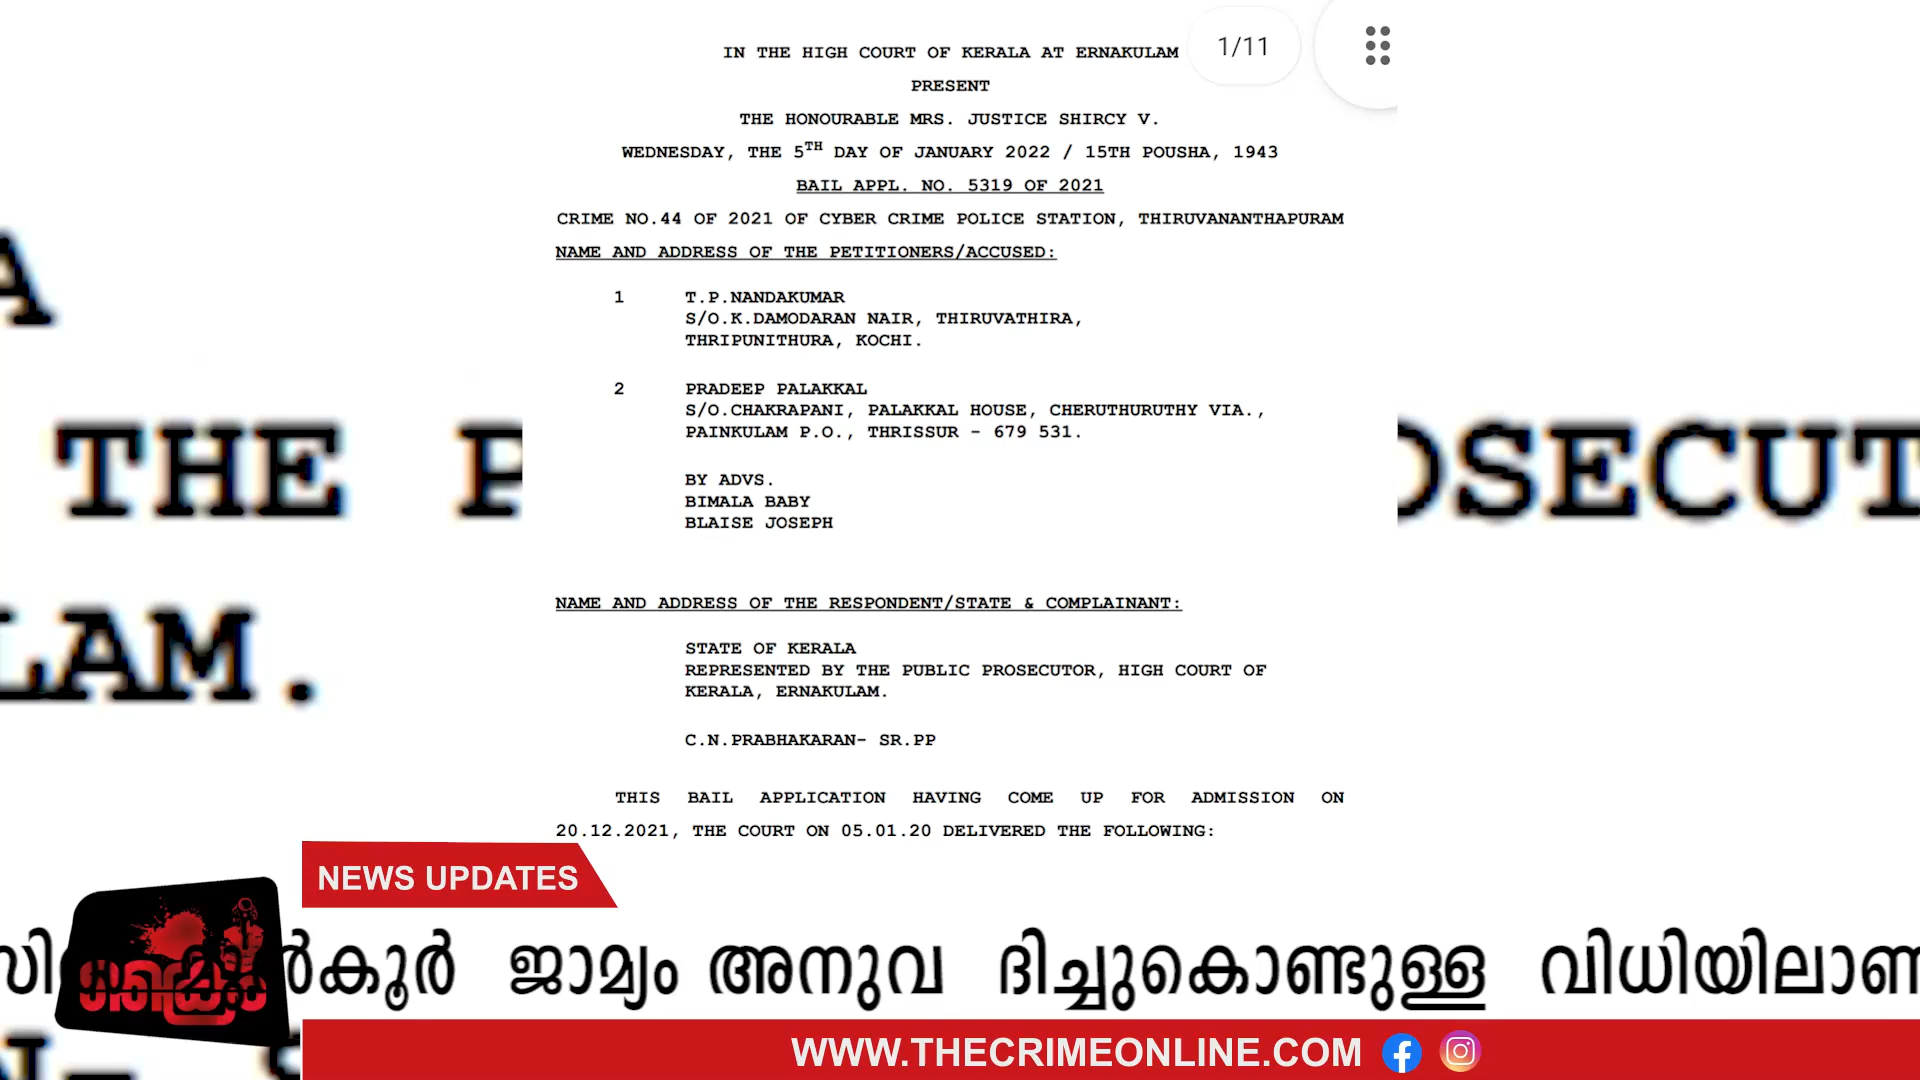 IN THE HIGH COURT OF KERALA AT ERNAKULAM
1/11
PRESENT
THE HONOURABLE MRS. JUSTICE SHIRCY V.
WEDNESDAY, THE 5TH DAY OF JANUARY 2022 / 15TH POUSHA, 1943
BAIL APPL. NO. 5319 OF 2021
CRIME NO.44 OF 2021 OF CYBER CRIME POLICE STATION, THIRUVANANTHAPURAM
NAME AND ADDRESS OF THE PETITIONERS/ACCUSED:
1 T.P.NANDAKUMAR
S/O.K.DAMODARAN NAIR, THIRUVATHIRA,
THRIPUNITHURA, KOCHI.
2 PRADEEP PALAKKAL
S/O.CHAKRAPANI, PALAKKAL HOUSE, CHERUTHURUTHY VIA.,
PAINKULAM P.O., THRISSUR - 679 531.
BY ADVS.
BIMALA BABY
BLAISE JOSEPH
NAME AND ADDRESS OF THE RESPONDENT/STATE & COMPLAINANT:
STATE OF KERALA
REPRESENTED BY THE PUBLIC PROSECUTOR, HIGH COURT OF
KERALA, ERNAKULAM.
C.N.PRABHAKARAN- SR.PP
THIS BAIL APPLICATION HAVING COME UP FOR ADMISSION ON
20.12.2021, THE COURT ON 05.01.20 DELIVERED THE FOLLOWING:
THE P
OSECUT
LAM.
NEWS UPDATES
ർകൂർ ജാമ്യം അനുവ ദിച്ചുകൊണ്ടുള്ള വിധിയിലാണ
ക്രൈം
WWW.THECRIMEONLINE.COM